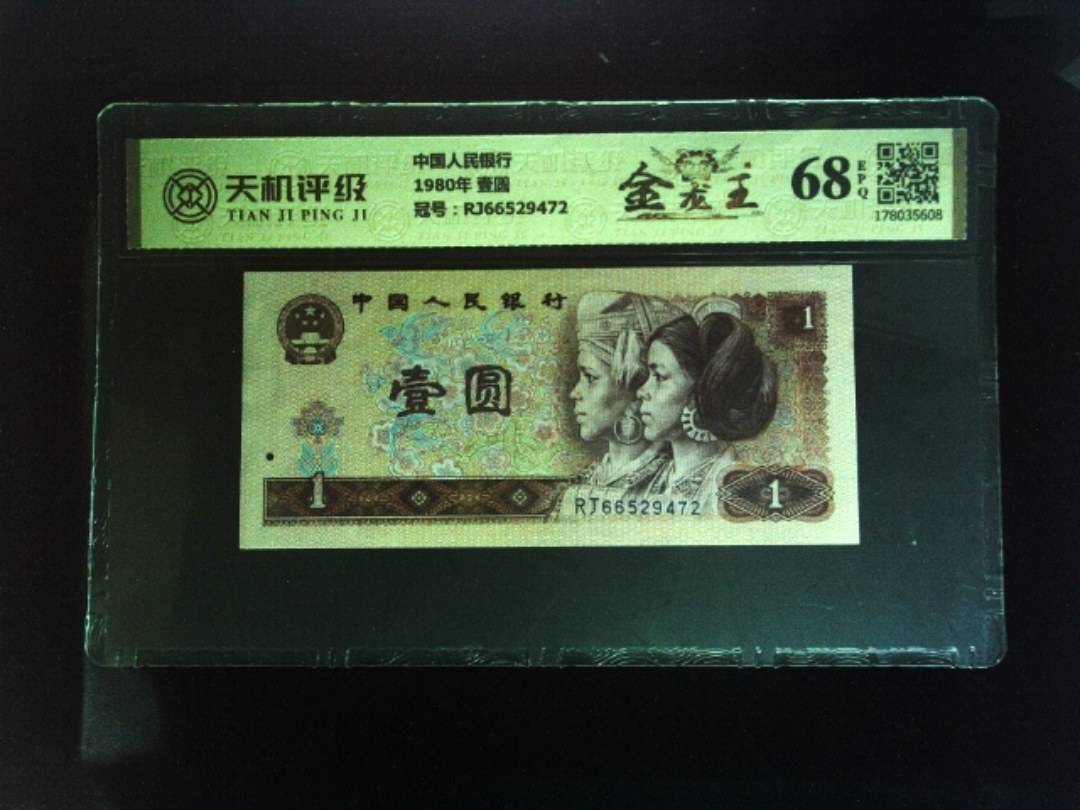 天机评级
TIAN JI PING JI
中国人民银行
1980年 壹圆
冠号：RJ66529472
金龙王
68
EPQ
178035608
中国人民银行
1
壹圆
1
RJ66529472
1